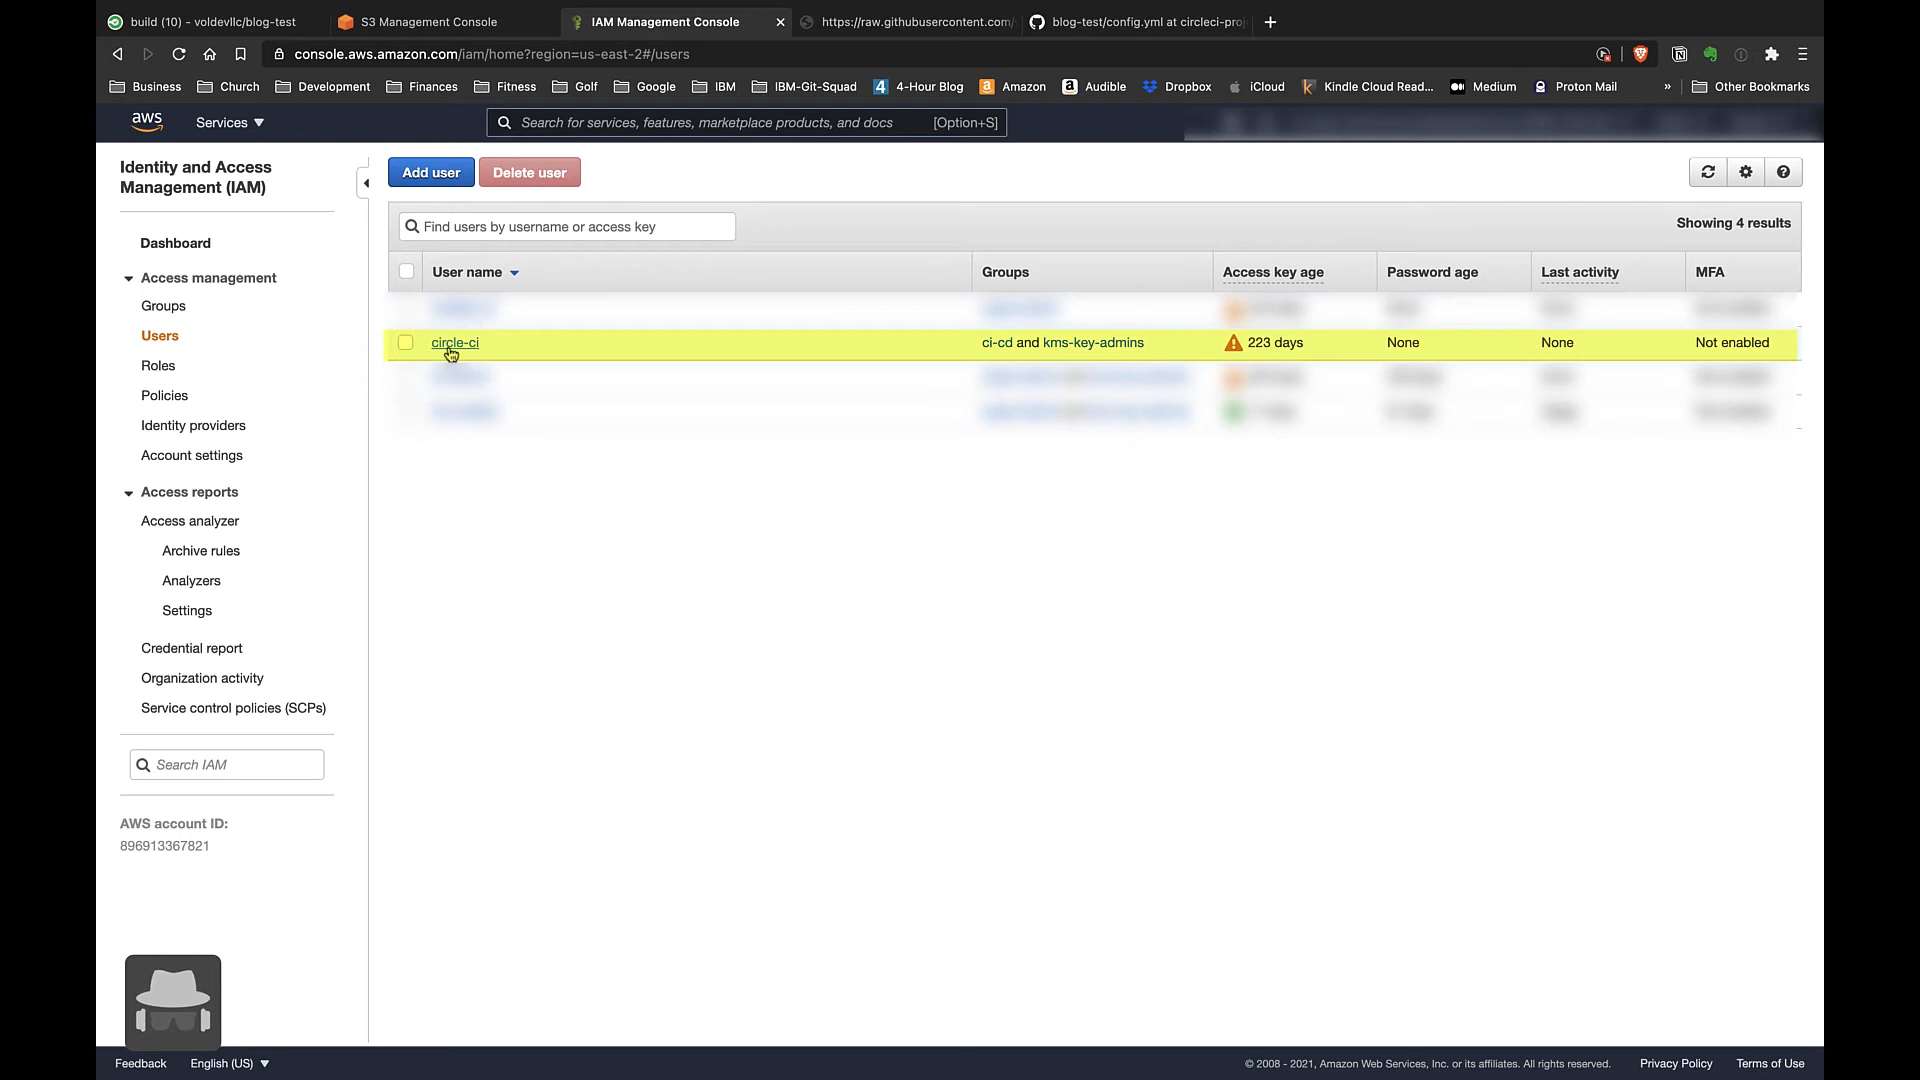 build (10) - voldevllc/blog-test
S3 Management Console
IAM Management Console
https://raw.githubusercontent.com/
blog-test/config.yml at circleci-proj
console.aws.amazon.com/iam/home?region=us-east-2#/users
Business
Church
Development
Finances
Fitness
Golf
Google
IBM
IBM-Git-Squad
4-Hour Blog
Amazon
Audible
Dropbox
iCloud
Kindle Cloud Read...
Medium
Proton Mail
»
Other Bookmarks
aws
Services
Search for services, features, marketplace products, and docs
[Option+S]
Identity and Access
Management (IAM)
Dashboard
Access management
Groups
Users
Roles
Policies
Identity providers
Account settings
Access reports
Access analyzer
Archive rules
Analyzers
Settings
Credential report
Organization activity
Service control policies (SCPs)
Search IAM
AWS account ID:
896913367821
Add user
Delete user
Find users by username or access key
Showing 4 results
User name
Groups
Access key age
Password age
Last activity
MFA
circle-ci
ci-cd and kms-key-admins
223 days
None
None
Not enabled
Feedback
English (US)
© 2008 - 2021, Amazon Web Services, Inc. or its affiliates. All rights reserved.
Privacy Policy
Terms of Use